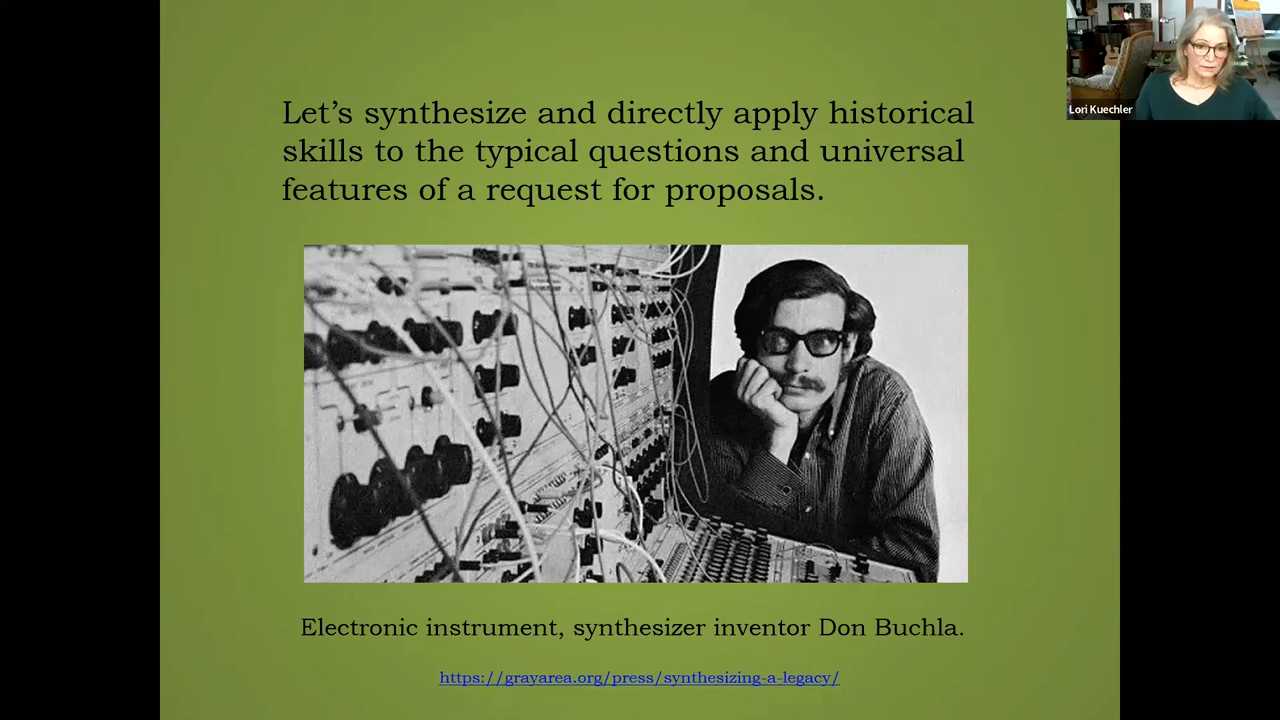 Let’s synthesize and directly apply historical
skills to the typical questions and universal
features of a request for proposals.
Lori Kuechler
Electronic instrument, synthesizer inventor Don Buchla.
https://grayarea.org/press/synthesizing-a-legacy/